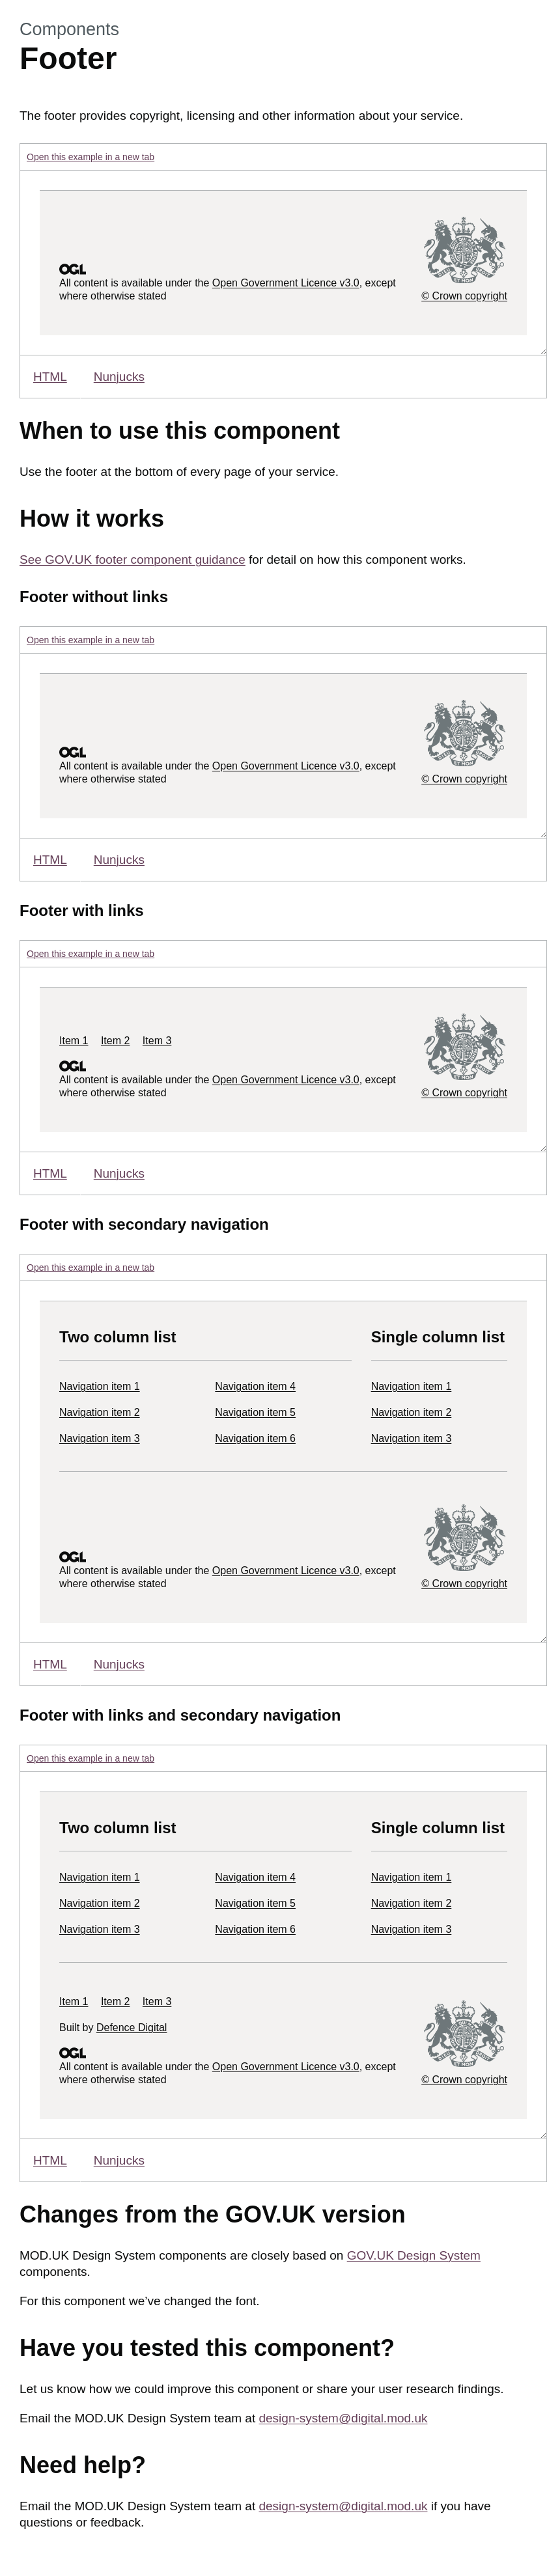 Components
Footer
The footer provides copyright, licensing and other information about your service.
Open this example in a new tab
OGL
All content is available under the Open Government Licence v3.0, except
where otherwise stated
© Crown copyright
HTML Nunjucks
When to use this component
Use the footer at the bottom of every page of your service.
How it works
See GOV.UK footer component guidance for detail on how this component works.
Footer without links
Open this example in a new tab
OGL
All content is available under the Open Government Licence v3.0, except
where otherwise stated
© Crown copyright
HTML Nunjucks
Footer with links
Open this example in a new tab
Item 1 Item 2 Item 3
OGL
All content is available under the Open Government Licence v3.0, except
where otherwise stated
© Crown copyright
HTML Nunjucks
Footer with secondary navigation
Open this example in a new tab
Two column list Single column list
Navigation item 1 Navigation item 4 Navigation item 1
Navigation item 2 Navigation item 5 Navigation item 2
Navigation item 3 Navigation item 6 Navigation item 3
OGL
All content is available under the Open Government Licence v3.0, except
where otherwise stated
© Crown copyright
HTML Nunjucks
Footer with links and secondary navigation
Open this example in a new tab
Two column list Single column list
Navigation item 1 Navigation item 4 Navigation item 1
Navigation item 2 Navigation item 5 Navigation item 2
Navigation item 3 Navigation item 6 Navigation item 3
Item 1 Item 2 Item 3
Built by Defence Digital
OGL
All content is available under the Open Government Licence v3.0, except
where otherwise stated
© Crown copyright
HTML Nunjucks
Changes from the GOV.UK version
MOD.UK Design System components are closely based on GOV.UK Design System
components.
For this component we’ve changed the font.
Have you tested this component?
Let us know how we could improve this component or share your user research findings.
Email the MOD.UK Design System team at design-system@digital.mod.uk
Need help?
Email the MOD.UK Design System team at design-system@digital.mod.uk if you have
questions or feedback.